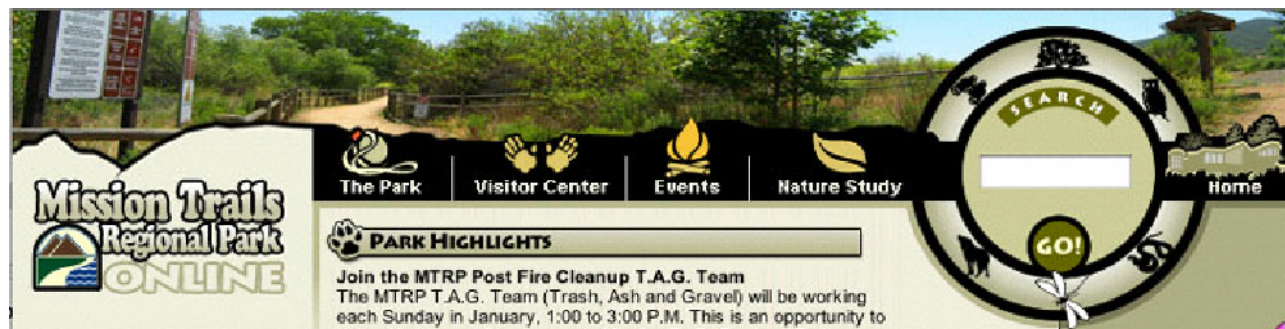 SEARCH
The Park
Visitor Center
Events
Nature Study
Home
Mission Trails
Regional Park
ONLINE
GO!
PARK HIGHLIGHTS
Join the MTRP Post Fire Cleanup T.A.G. Team
The MTRP T.A.G. Team (Trash, Ash and Gravel) will be working
each Sunday in January, 1:00 to 3:00 P.M. This is an opportunity to